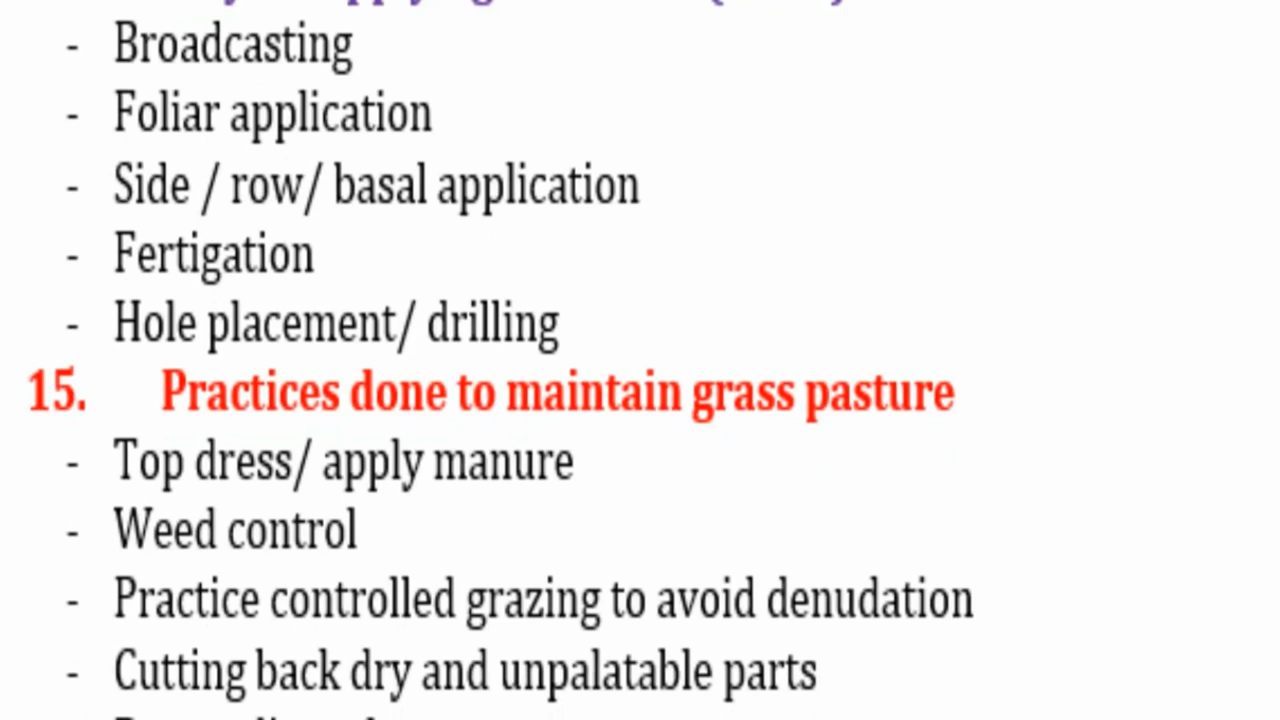 - Broadcasting
- Foliar application
- Side / row/ basal application
- Fertigation
- Hole placement/ drilling
15. Practices done to maintain grass pasture
- Top dress/ apply manure
- Weed control
- Practice controlled grazing to avoid denudation
- Cutting back dry and unpalatable parts